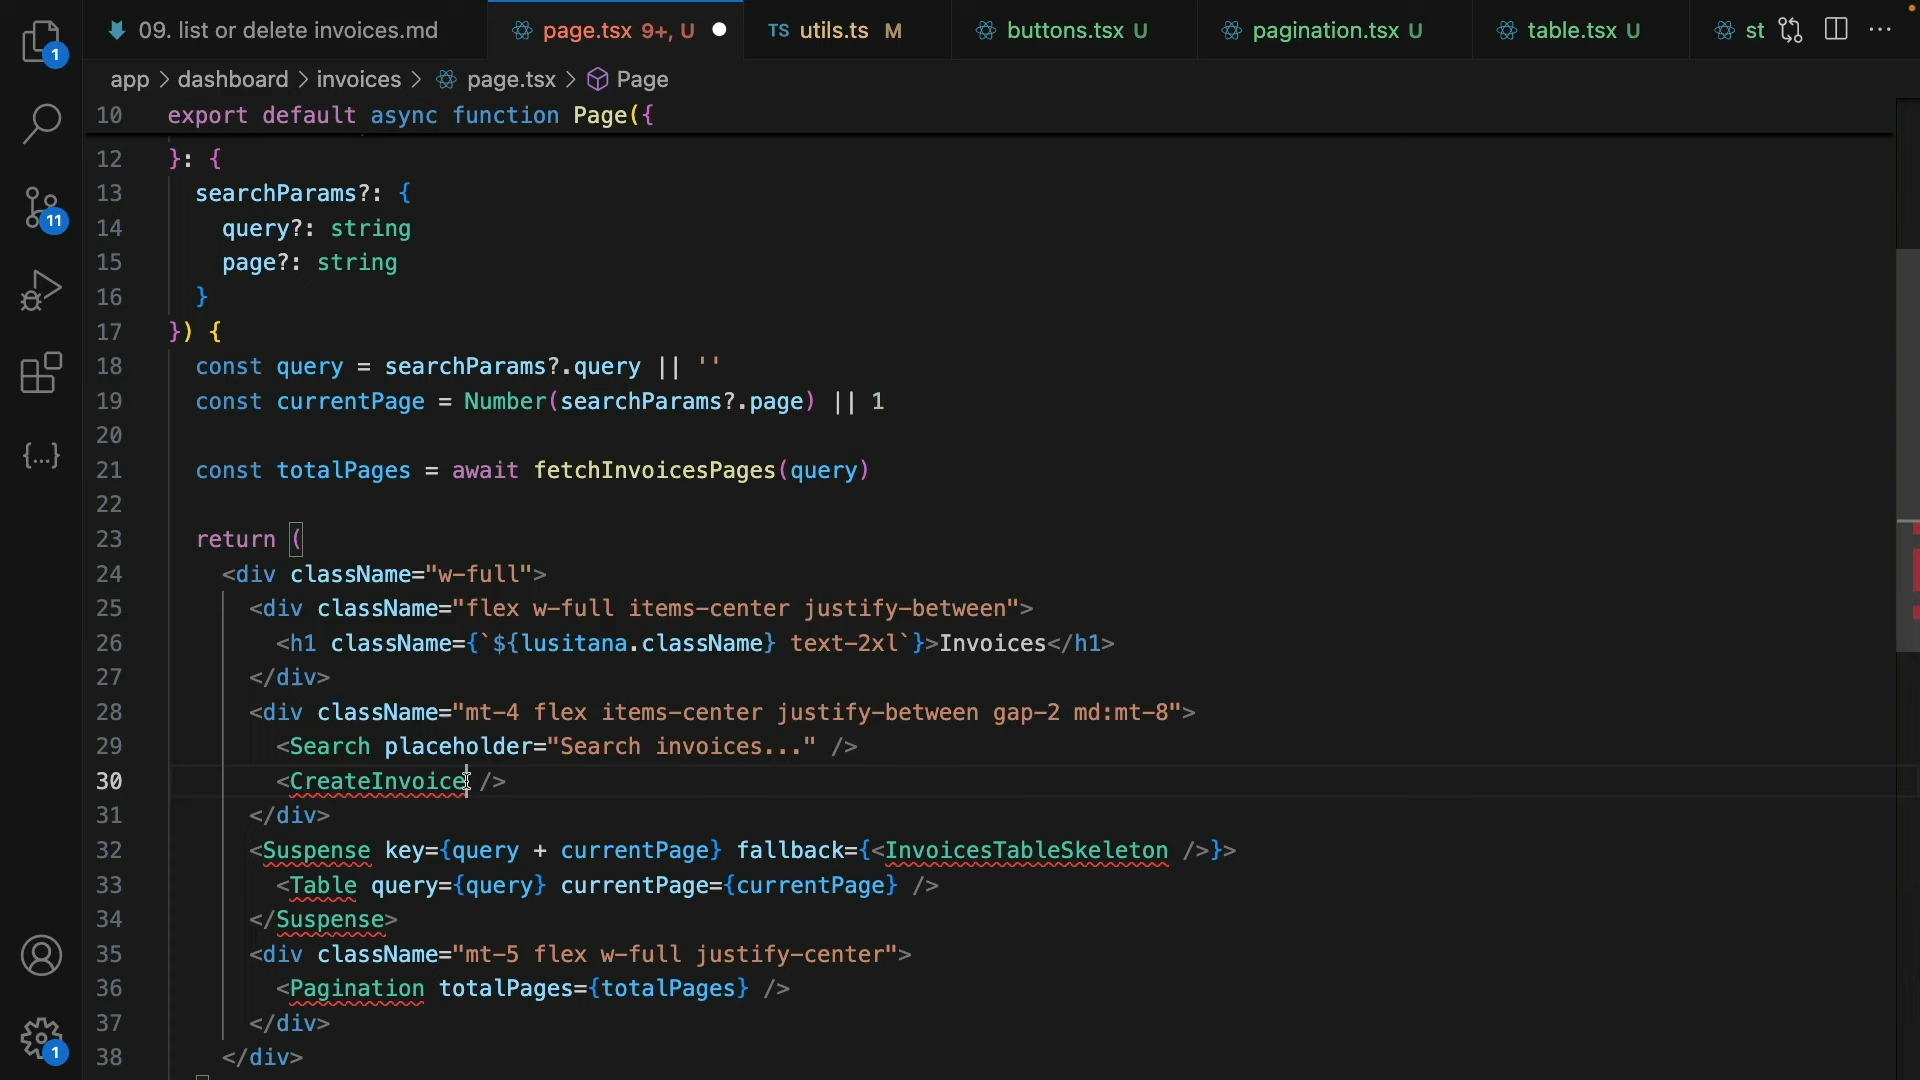 1
09. list or delete invoices.md
page.tsx 9+, U
TS utils.ts M
buttons.tsx U
pagination.tsx U
table.tsx U
st
app > dashboard > invoices > page.tsx > Page
10 export default async function Page({
12 }: {
13 searchParams?: {
14 query?: string
15 page?: string
16 }
17 }) {
18 const query = searchParams?.query || ''
19 const currentPage = Number(searchParams?.page) || 1
20
21 const totalPages = await fetchInvoicesPages(query)
22
23 return (
24 <div className="w-full">
25 <div className="flex w-full items-center justify-between">
26 <h1 className={`${lusitana.className} text-2xl`}>Invoices</h1>
27 </div>
28 <div className="mt-4 flex items-center justify-between gap-2 md:mt-8">
29 <Search placeholder="Search invoices..." />
30 <CreateInvoice />
31 </div>
32 <Suspense key={query + currentPage} fallback={<InvoicesTableSkeleton />}>
33 <Table query={query} currentPage={currentPage} />
34 </Suspense>
35 <div className="mt-5 flex w-full justify-center">
36 <Pagination totalPages={totalPages} />
37 </div>
38 </div>
11
1